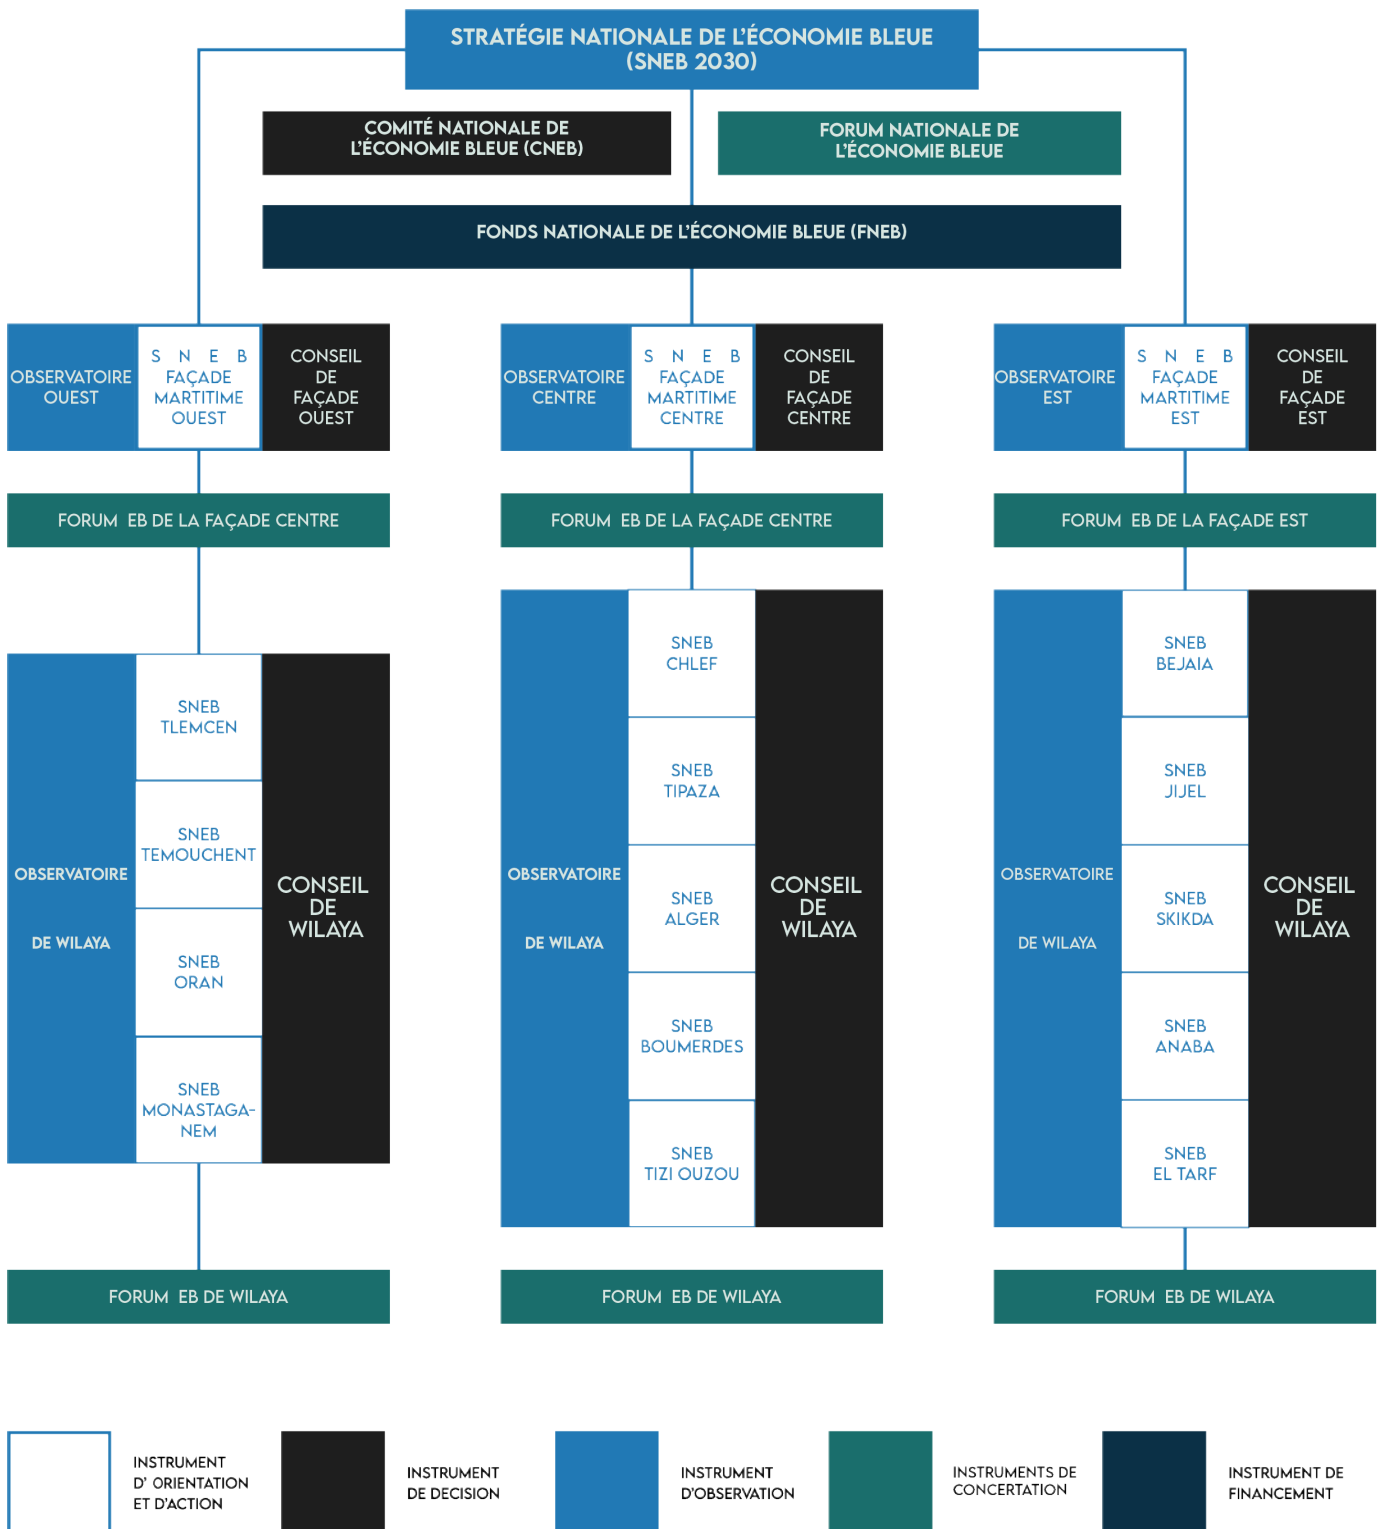 STRATÉGIE NATIONALE DE L'ÉCONOMIE BLEUE
(SNEB 2030)
COMITÉ NATIONALE DE
L'ÉCONOMIE BLEUE (CNEB)
FORUM NATIONALE DE
L'ÉCONOMIE BLEUE
FONDS NATIONALE DE L'ÉCONOMIE BLEUE (FNEB)
OBSERVATOIRE
OUEST
S N E B
FAÇADE
MARTITIME
OUEST
CONSEIL
DE
FAÇADE
OUEST
OBSERVATOIRE
CENTRE
S N E B
FAÇADE
MARTITIME
CENTRE
CONSEIL
DE
FAÇADE
CENTRE
OBSERVATOIRE
EST
S N E B
FAÇADE
MARTITIME
EST
CONSEIL
DE
FAÇADE
EST
FORUM EB DE LA FAÇADE CENTRE
FORUM EB DE LA FAÇADE CENTRE
FORUM EB DE LA FAÇADE EST
OBSERVATOIRE
DE WILAYA
SNEB
TLEMCEN
SNEB
TEMOUCHENT
SNEB
ORAN
SNEB
MONASTAGA-
NEM
CONSEIL
DE
WILAYA
OBSERVATOIRE
DE WILAYA
SNEB
CHLEF
SNEB
TIPAZA
SNEB
ALGER
SNEB
BOUMERDES
SNEB
TIZI OUZOU
CONSEIL
DE
WILAYA
OBSERVATOIRE
DE WILAYA
SNEB
BEJAIA
SNEB
JIJEL
SNEB
SKIKDA
SNEB
ANABA
SNEB
EL TARF
CONSEIL
DE
WILAYA
FORUM EB DE WILAYA
FORUM EB DE WILAYA
FORUM EB DE WILAYA
INSTRUMENT
D' ORIENTATION
ET D'ACTION
INSTRUMENT
DE DECISION
INSTRUMENT
D'OBSERVATION
INSTRUMENTS DE
CONCERTATION
INSTRUMENT DE
FINANCEMENT